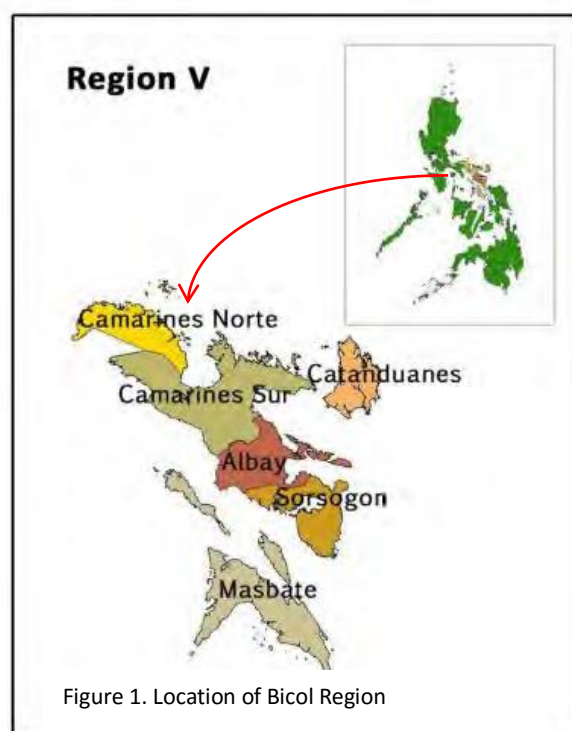 Region V
Camarines Norte
Catanduanes
Camarines Sur
Albay
Sorsogon
Masbate
Figure 1. Location of Bicol Region